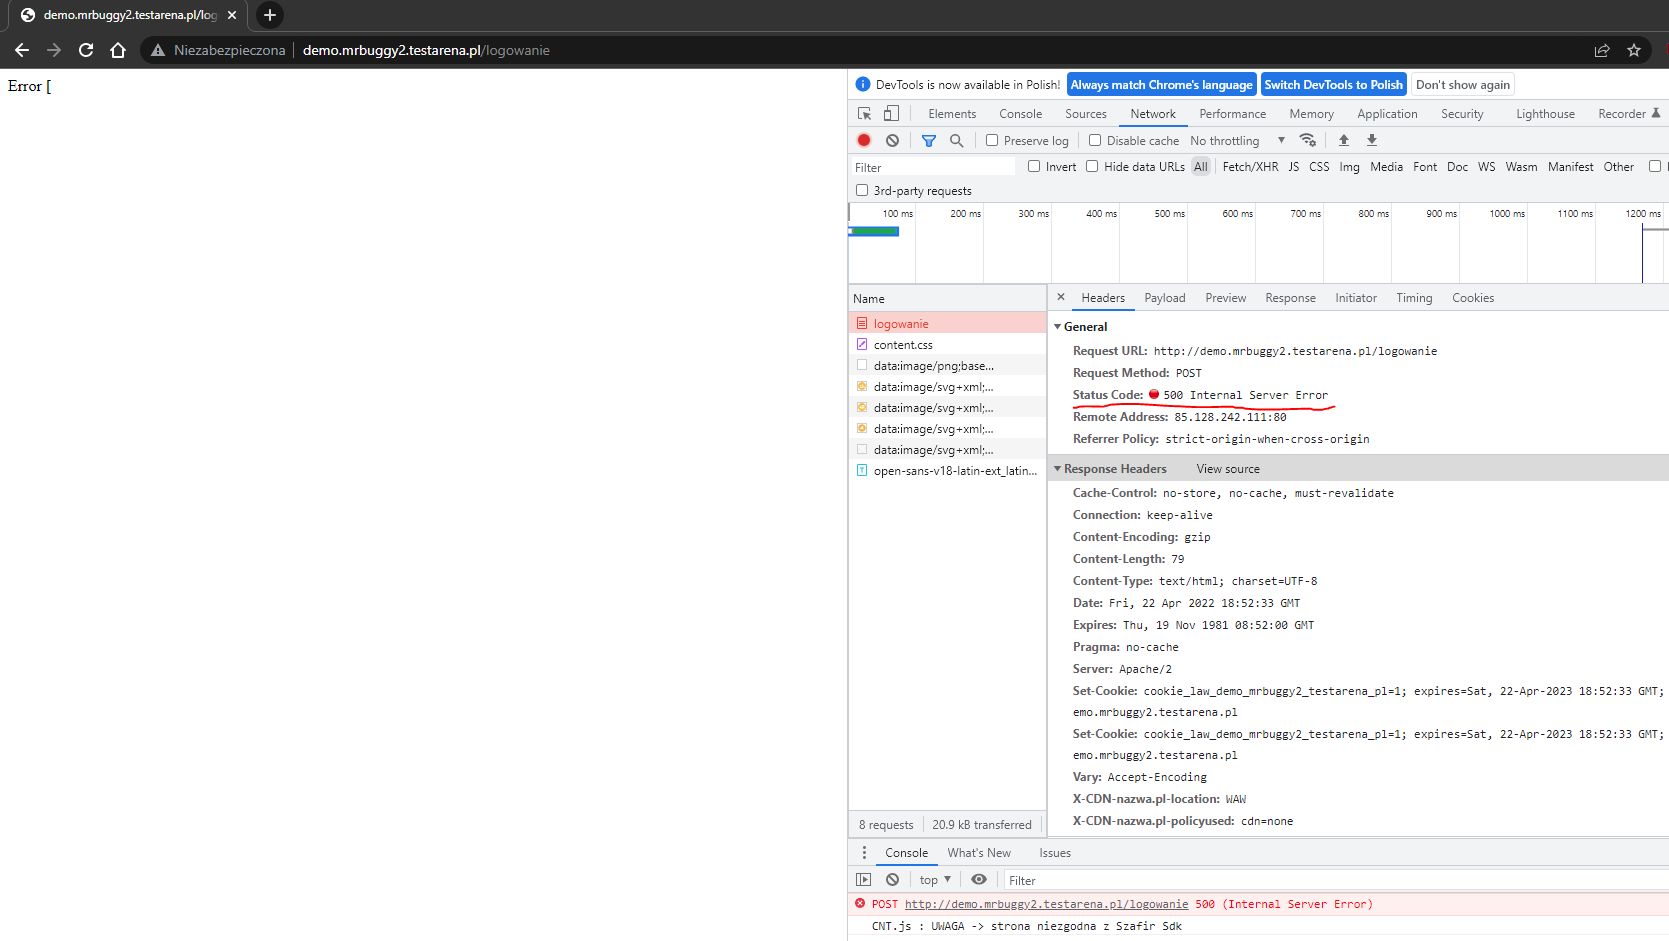 demo.mrbuggy2.testarena.pl/log
Niezabezpieczona demo.mrbuggy2.testarena.pl/logowanie
Error [
DevTools is now available in Polish! Always match Chrome's language Switch DevTools to Polish Don't show again
Elements Console Sources Network Performance Memory Application Security Lighthouse Recorder
Preserve log Disable cache No throttling
Filter Invert Hide data URLs All Fetch/XHR JS CSS Img Media Font Doc WS Wasm Manifest Other
3rd-party requests
100 ms 200 ms 300 ms 400 ms 500 ms 600 ms 700 ms 800 ms 900 ms 1000 ms 1100 ms 1200 ms
Name
logowanie
content.css
data:image/png;base...
data:image/svg+xml;...
data:image/svg+xml;...
data:image/svg+xml;...
data:image/svg+xml;...
open-sans-v18-latin-ext_latin...
8 requests 20.9 kB transferred
Headers Payload Preview Response Initiator Timing Cookies
General
Request URL: http://demo.mrbuggy2.testarena.pl/logowanie
Request Method: POST
Status Code: 500 Internal Server Error
Remote Address: 85.128.242.111:80
Referrer Policy: strict-origin-when-cross-origin
Response Headers View source
Cache-Control: no-store, no-cache, must-revalidate
Connection: keep-alive
Content-Encoding: gzip
Content-Length: 79
Content-Type: text/html; charset=UTF-8
Date: Fri, 22 Apr 2022 18:52:33 GMT
Expires: Thu, 19 Nov 1981 08:52:00 GMT
Pragma: no-cache
Server: Apache/2
Set-Cookie: cookie_law_demo_mrbuggy2_testarena_pl=1; expires=Sat, 22-Apr-2023 18:52:33 GMT;
emo.mrbuggy2.testarena.pl
Set-Cookie: cookie_law_demo_mrbuggy2_testarena_pl=1; expires=Sat, 22-Apr-2023 18:52:33 GMT;
emo.mrbuggy2.testarena.pl
Vary: Accept-Encoding
X-CDN-nazwa.pl-location: WAW
X-CDN-nazwa.pl-policyused: cdn=none
Console What's New Issues
top Filter
POST http://demo.mrbuggy2.testarena.pl/logowanie 500 (Internal Server Error)
CNT.js : UWAGA -> strona niezgodna z Szafir Sdk